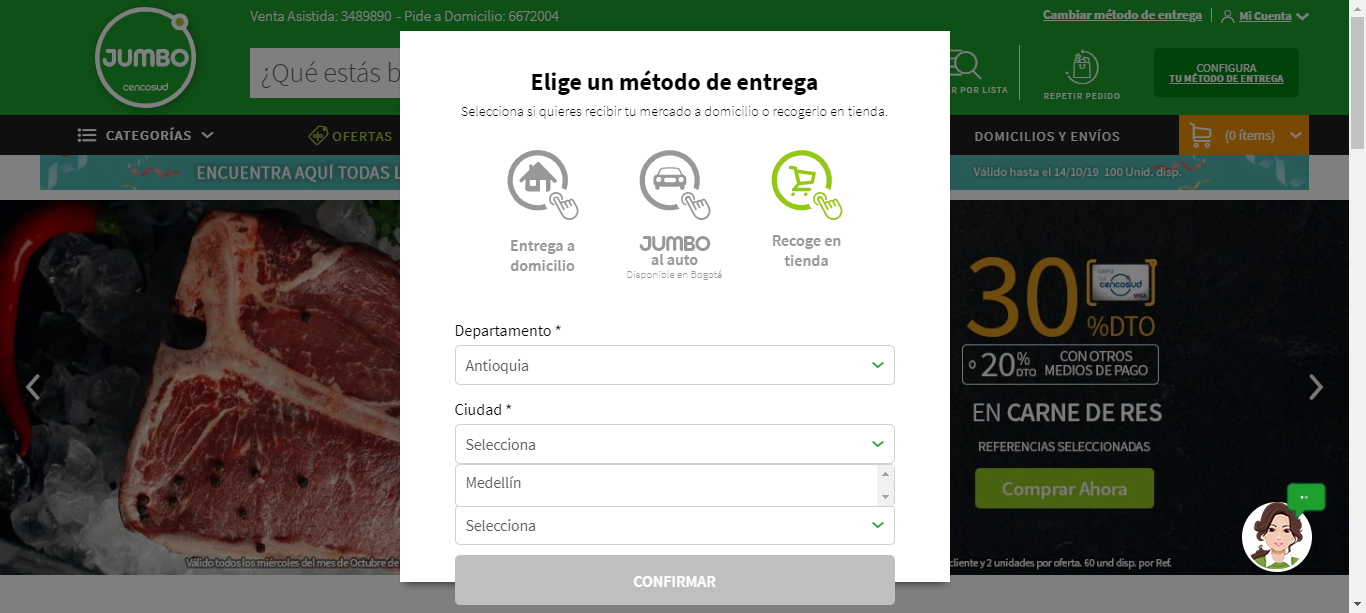 Venta Asistida: 3489890 - Pide a Domicilio: 6672004
Cambiar método de entrega
Mi Cuenta
JUMBO
cencosud
¿Qué estás b
R POR LISTA
REPETIR PEDIDO
CONFIGURA
TU MÉTODO DE ENTREGA
CATEGORÍAS
OFERTAS
DOMICILIOS Y ENVÍOS
(0 ítems)
ENCUENTRA AQUÍ TODAS L
Válido hasta el 14/10/19 100 Unid. disp.
Elige un método de entrega
Selecciona si quieres recibir tu mercado a domicilio o recogerlo en tienda.
Entrega a
domicilio
JUMBO
al auto
Disponible en Bogotá
Recoge en
tienda
Departamento *
Antioquia
Ciudad *
Selecciona
Medellín
Selecciona
CONFIRMAR
30
%DTO
cencosud
VISA
o 20% DTO
CON OTROS
MEDIOS DE PAGO
EN CARNE DE RES
REFERENCIAS SELECCIONADAS
Comprar Ahora
Válido todos los miércoles del mes de Octubre de
cliente y 2 unidades por oferta. 60 und disp. por Ref.